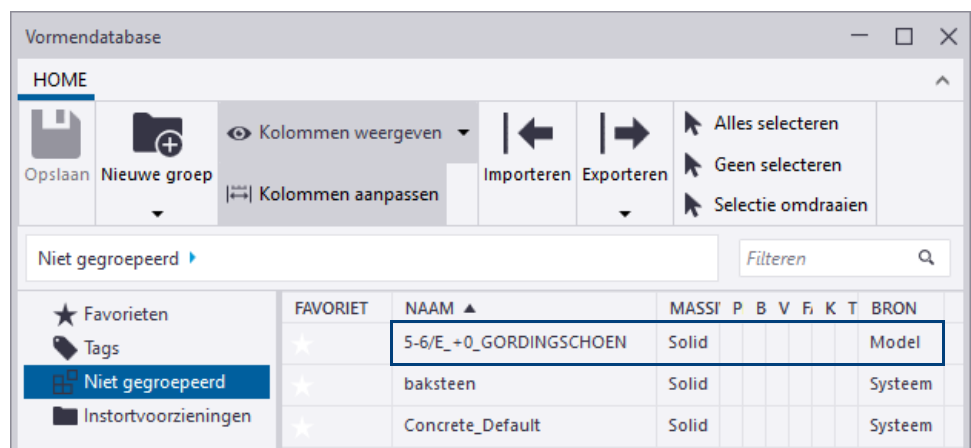 Vormendatabase
HOME
Opslaan
Nieuwe groep
Kolommen weergeven
Kolommen aanpassen
Importeren
Exporteren
Alles selecteren
Geen selecteren
Selectie omdraaien
Niet gegroepeerd
Filteren
Favorieten
Tags
Niet gegroepeerd
Instortvoorzieningen
FAVORIET NAAM MASSI P B V F K T BRON
5-6/E_+0_GORDINGSCHOEN Solid Model
baksteen Solid Systeem
Concrete_Default Solid Systeem